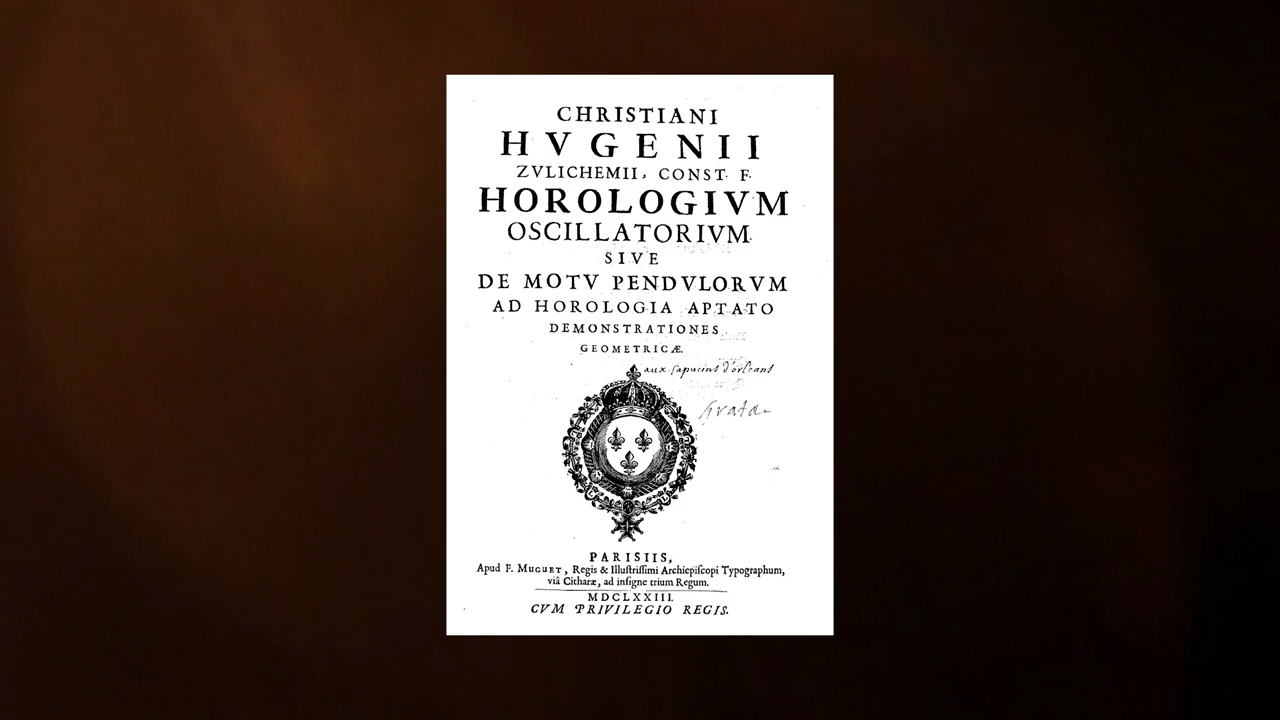 CHRISTIANI
HVGENII
ZVLICHEMII, CONST. F.
HOROLOGIVM
OSCILLATORIVM
SIVE
DE MOTV PENDVLORVM
AD HOROLOGIA APTATO
DEMONSTRATIONES
GEOMETRICÆ.
aux Capucins d'orleans
PARISIIS,
Apud F. MUGUET, Regis & Illuſtriſſimi Archiepiſcopi Typographum,
viâ Citharæ, ad inſigne trium Regum.
MDCLXXIII.
CVM PRIVILEGIO REGIS.